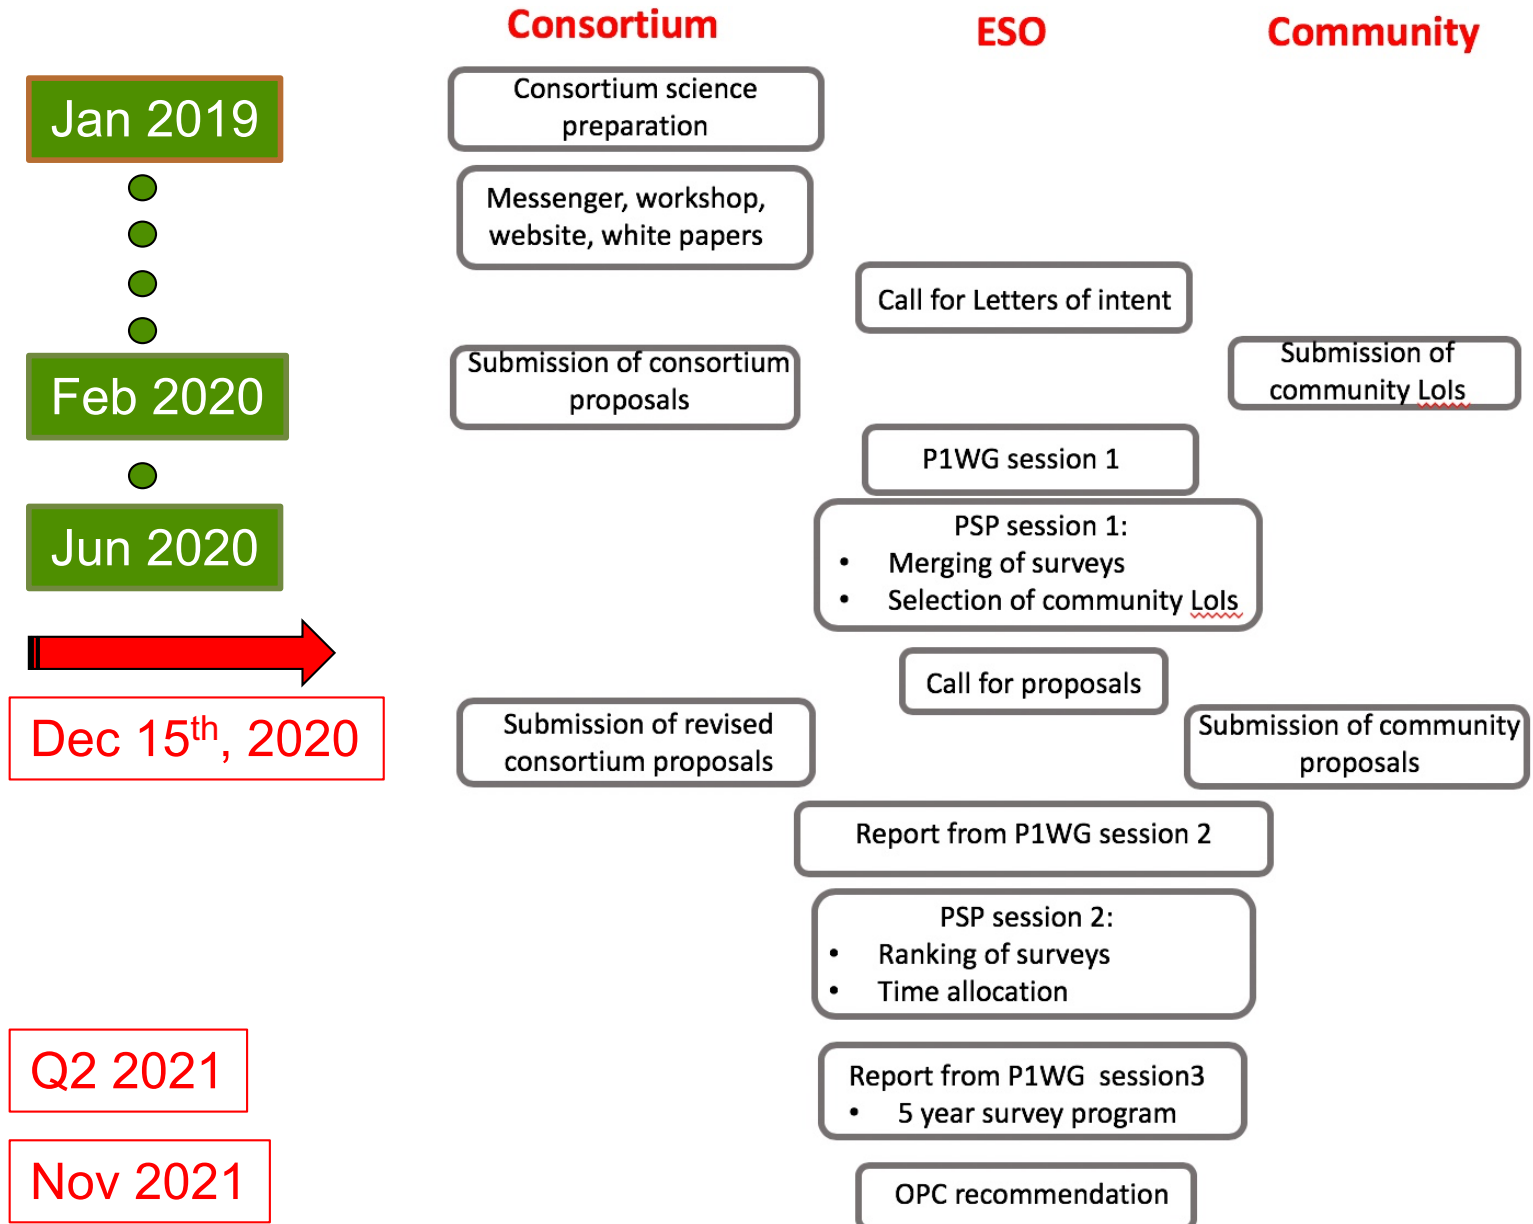 Consortium
ESO
Community
Jan 2019
Consortium science
preparation
Messenger, workshop,
website, white papers
Call for Letters of intent
Feb 2020
Submission of consortium
proposals
Submission of
community LoIs
P1WG session 1
Jun 2020
PSP session 1:
• Merging of surveys
• Selection of community LoIs
Call for proposals
Dec 15th, 2020
Submission of revised
consortium proposals
Submission of community
proposals
Report from P1WG session 2
PSP session 2:
• Ranking of surveys
• Time allocation
Q2 2021
Report from P1WG session3
• 5 year survey program
Nov 2021
OPC recommendation